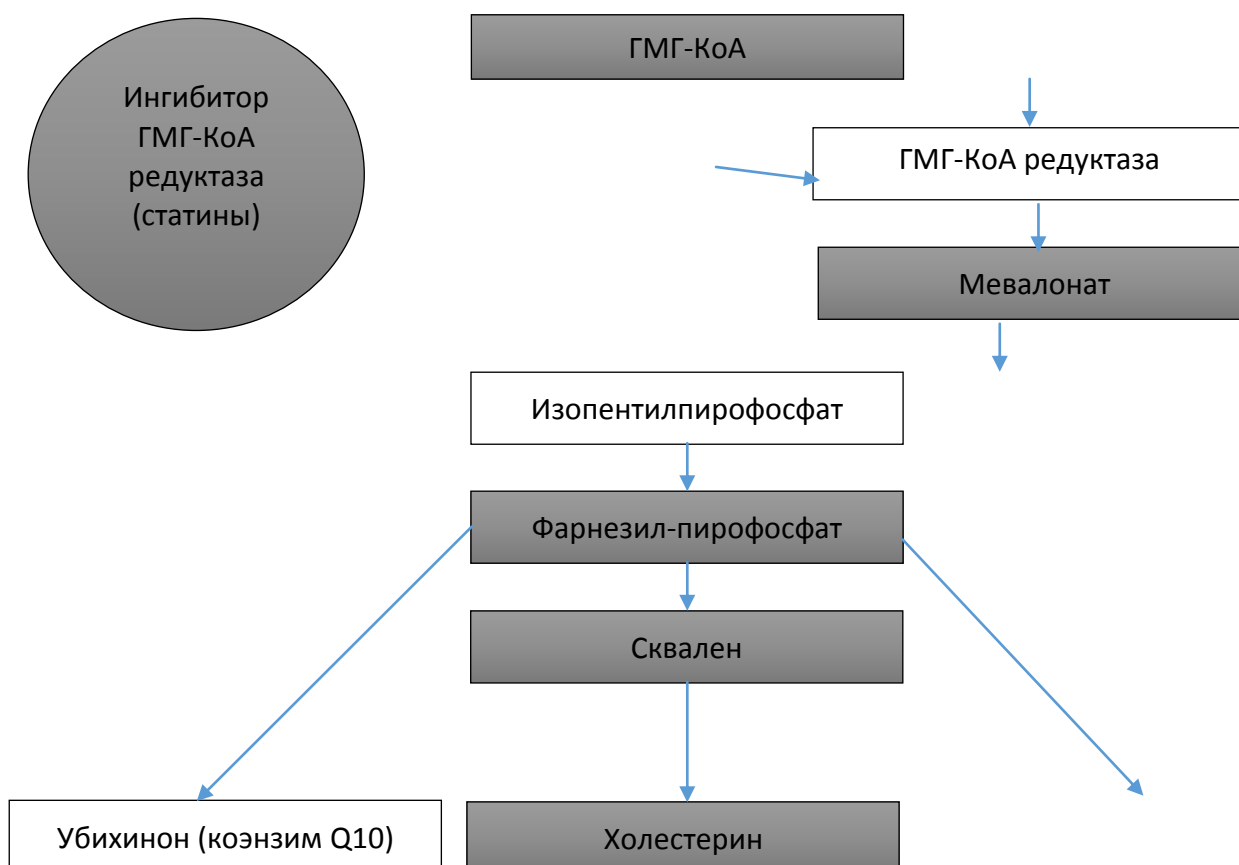 ГМГ-КоА
Ингибитор
ГМГ-КоА
редуктаза
(статины)
ГМГ-КоА редуктаза
Мевалонат
Изопентилпирофосфат
Фарнезил-пирофосфат
Сквален
Убихинон (коэнзим Q10)
Холестерин